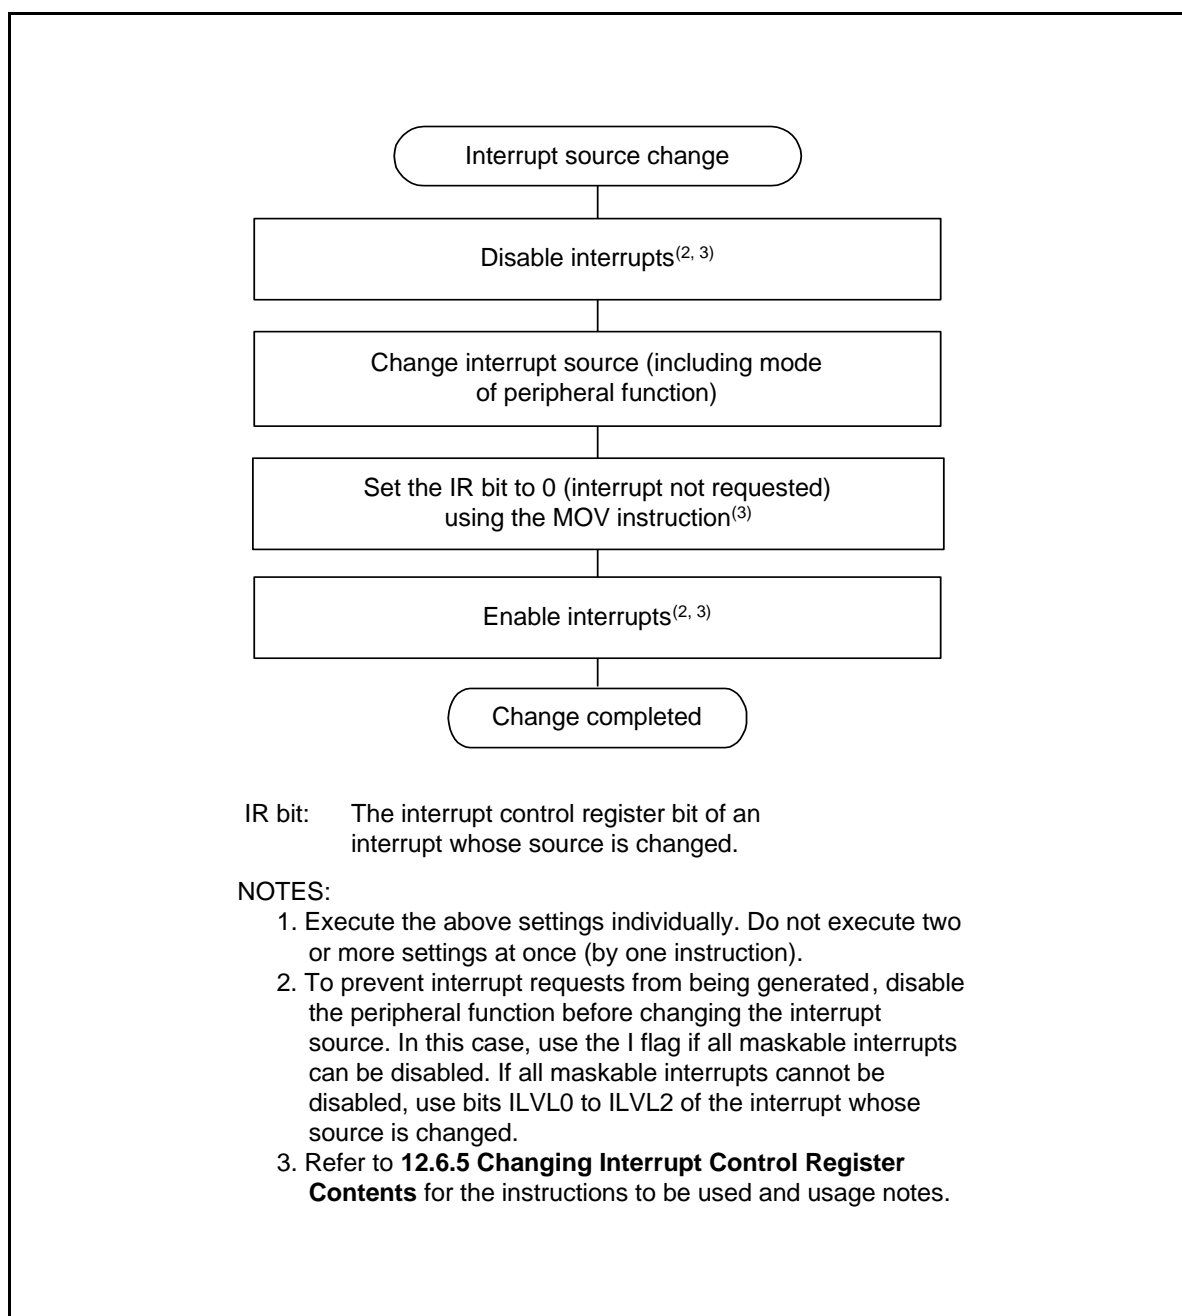 Interrupt source change
Disable interrupts(2, 3)
Change interrupt source (including mode
of peripheral function)
Set the IR bit to 0 (interrupt not requested)
using the MOV instruction(3)
Enable interrupts(2, 3)
Change completed
IR bit: The interrupt control register bit of an
interrupt whose source is changed.
NOTES:
1. Execute the above settings individually. Do not execute two
or more settings at once (by one instruction).
2. To prevent interrupt requests from being generated, disable
the peripheral function before changing the interrupt
source. In this case, use the I flag if all maskable interrupts
can be disabled. If all maskable interrupts cannot be
disabled, use bits ILVL0 to ILVL2 of the interrupt whose
source is changed.
3. Refer to 12.6.5 Changing Interrupt Control Register
Contents for the instructions to be used and usage notes.